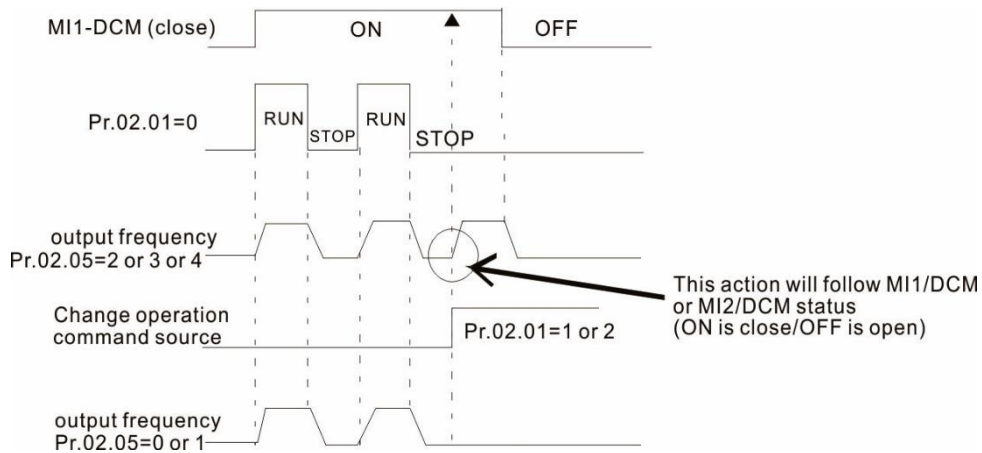 MI1-DCM (close)
ON
OFF
Pr.02.01=0
RUN
STOP
RUN
STOP
output frequency
Pr.02.05=2 or 3 or 4
This action will follow MI1/DCM
or MI2/DCM status
(ON is close/OFF is open)
Change operation
command source
Pr.02.01=1 or 2
output frequency
Pr.02.05=0 or 1